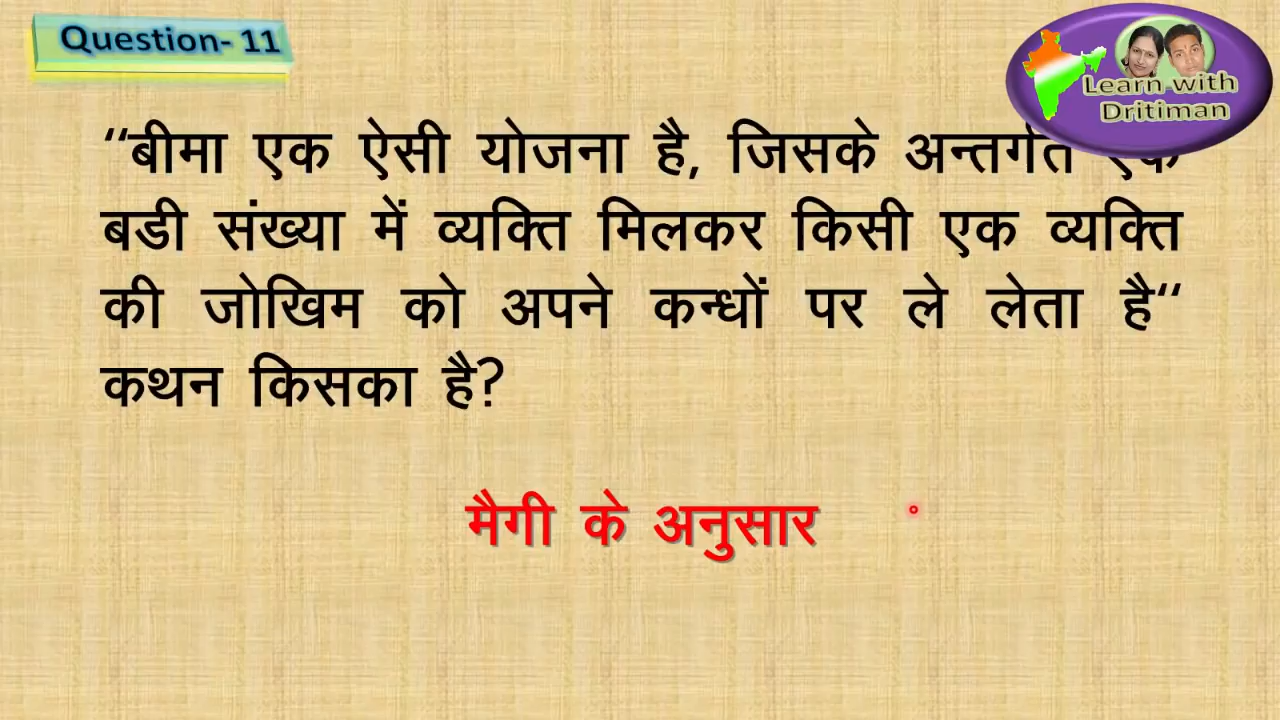 Question- 11
Learn with
Dritiman
“बीमा एक ऐसी योजना है, जिसके अन्तर्गत एक
बडी संख्या में व्यक्ति मिलकर किसी एक व्यक्ति
की जोखिम को अपने कन्धों पर ले लेता है“
कथन किसका है?
मैगी के अनुसार